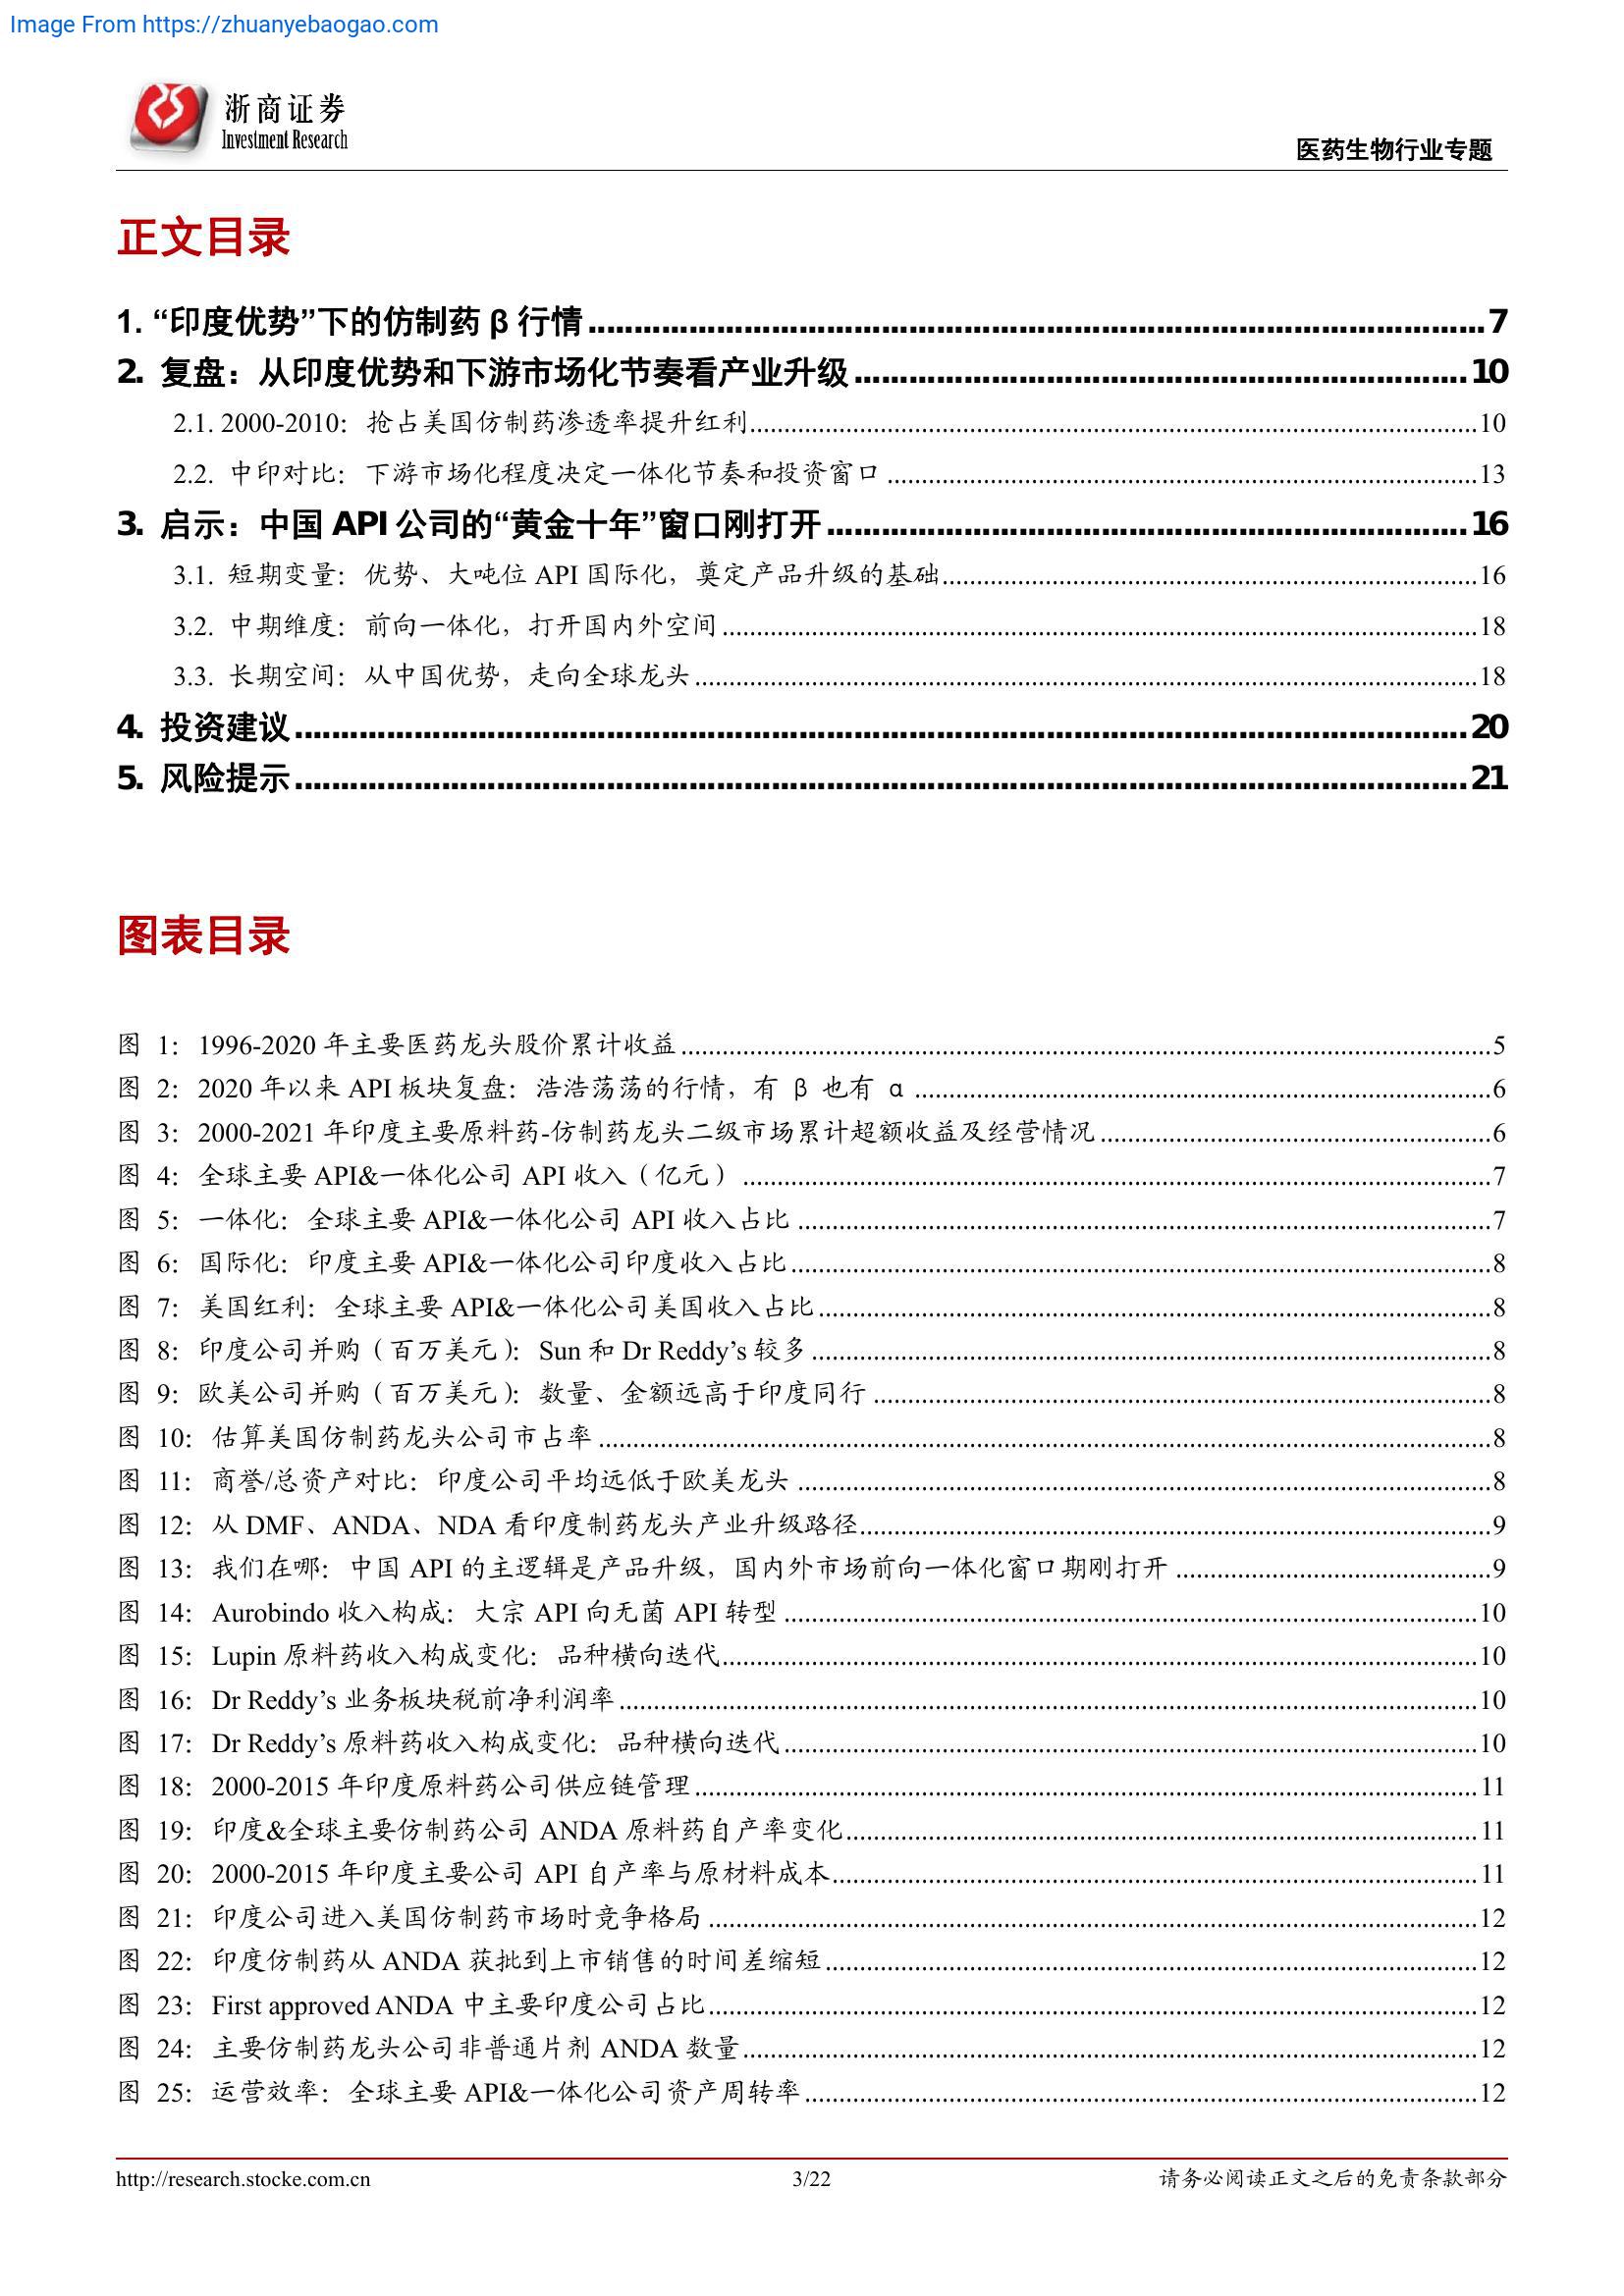 Image From https://zhuanyebaogao.com
浙商证券
Investment Research
医药生物行业专题
正文目录
1. “印度优势”下的仿制药 β 行情 7
2. 复盘：从印度优势和下游市场化节奏看产业升级 10
2.1. 2000-2010：抢占美国仿制药渗透率提升红利 10
2.2. 中印对比：下游市场化程度决定一体化节奏和投资窗口 13
3. 启示：中国 API 公司的“黄金十年”窗口刚打开 16
3.1. 短期变量：优势、大吨位 API 国际化，奠定产品升级的基础 16
3.2. 中期维度：前向一体化，打开国内外空间 18
3.3. 长期空间：从中国优势，走向全球龙头 18
4. 投资建议 20
5. 风险提示 21
图表目录
图 1：1996-2020 年主要医药龙头股价累计收益 5
图 2：2020 年以来 API 板块复盘：浩浩荡荡的行情，有 β 也有 α 6
图 3：2000-2021 年印度主要原料药-仿制药龙头二级市场累计超额收益及经营情况 6
图 4：全球主要 API&一体化公司 API 收入（亿元） 7
图 5：一体化：全球主要 API&一体化公司 API 收入占比 7
图 6：国际化：印度主要 API&一体化公司印度收入占比 8
图 7：美国红利：全球主要 API&一体化公司美国收入占比 8
图 8：印度公司并购（百万美元）：Sun 和 Dr Reddy’s 较多 8
图 9：欧美公司并购（百万美元）：数量、金额远高于印度同行 8
图 10：估算美国仿制药龙头公司市占率 8
图 11：商誉/总资产对比：印度公司平均远低于欧美龙头 8
图 12：从 DMF、ANDA、NDA 看印度制药龙头产业升级路径 9
图 13：我们在哪：中国 API 的主逻辑是产品升级，国内外市场前向一体化窗口期刚打开 9
图 14：Aurobindo 收入构成：大宗 API 向无菌 API 转型 10
图 15：Lupin 原料药收入构成变化：品种横向迭代 10
图 16：Dr Reddy’s 业务板块税前净利润率 10
图 17：Dr Reddy’s 原料药收入构成变化：品种横向迭代 10
图 18：2000-2015 年印度原料药公司供应链管理 11
图 19：印度&全球主要仿制药公司 ANDA 原料药自产率变化 11
图 20：2000-2015 年印度主要公司 API 自产率与原材料成本 11
图 21：印度公司进入美国仿制药市场时竞争格局 12
图 22：印度仿制药从 ANDA 获批到上市销售的时间差缩短 12
图 23：First approved ANDA 中主要印度公司占比 12
图 24：主要仿制药龙头公司非普通片剂 ANDA 数量 12
图 25：运营效率：全球主要 API&一体化公司资产周转率 12
http://research.stocke.com.cn 3/22 请务必阅读正文之后的免责条款部分